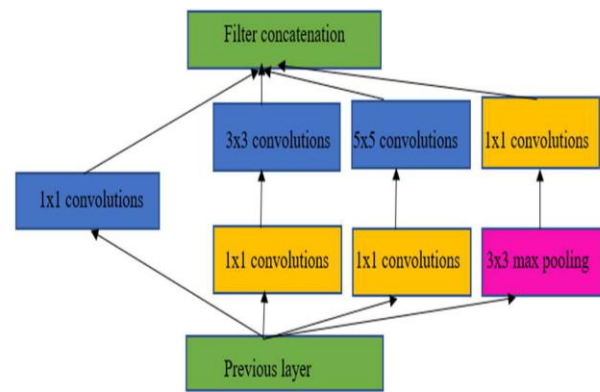 Filter concatenation
3x3 convolutions
5x5 convolutions
1x1 convolutions
1x1 convolutions
1x1 convolutions
1x1 convolutions
3x3 max pooling
Previous layer